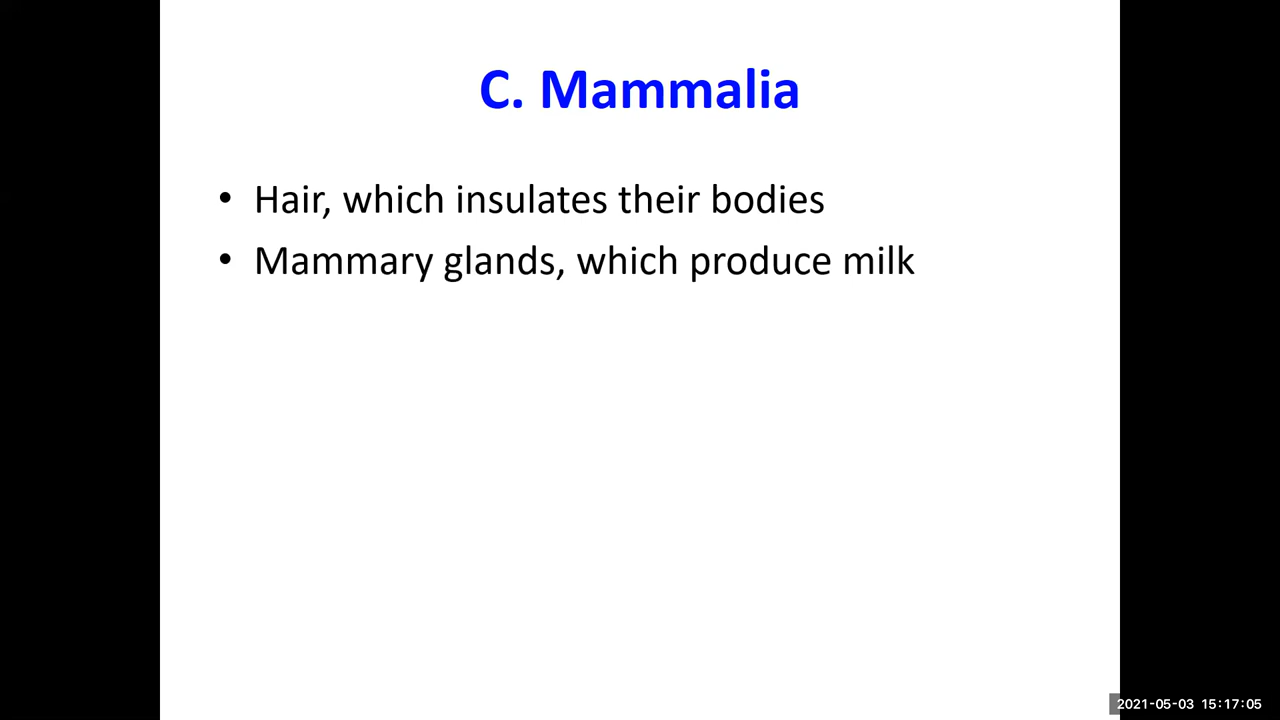 C. Mammalia
• Hair, which insulates their bodies
• Mammary glands, which produce milk
2021-05-03 15:17:05